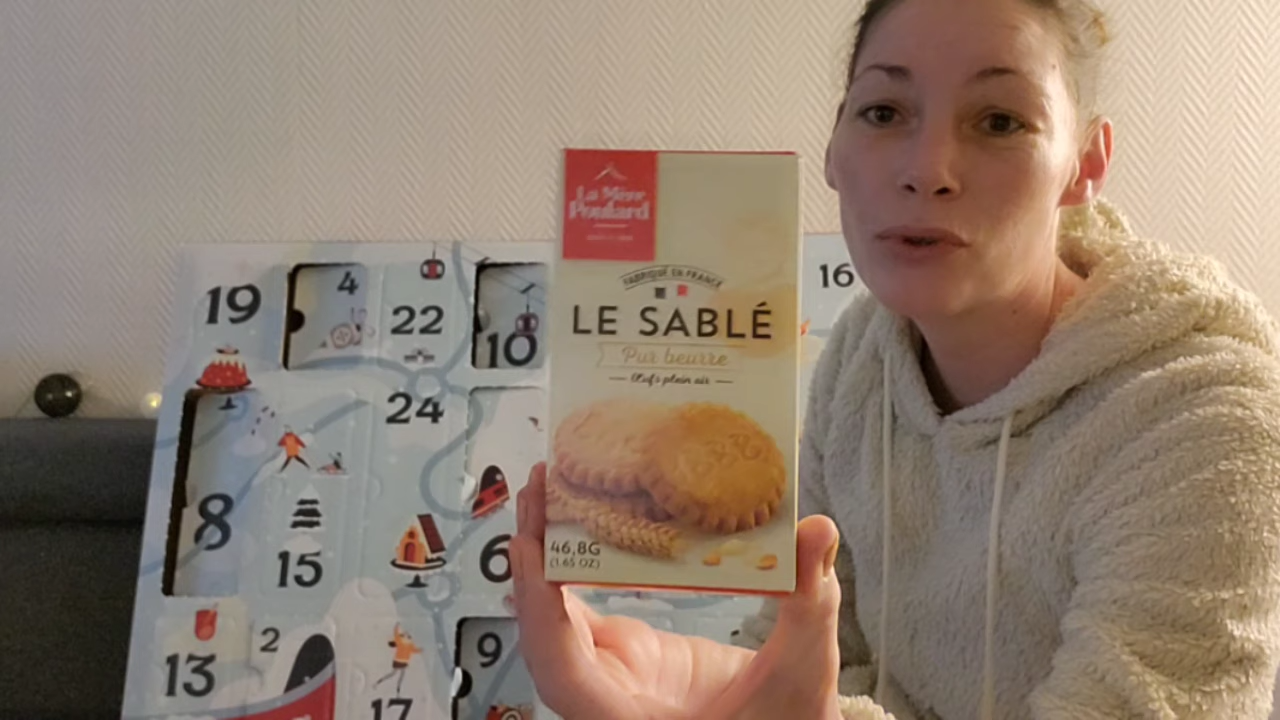 La Mère
Poulard
FABRIQUÉ EN FRANCE
LE SABLÉ
Pur beurre
Œufs plein air
46,8G
(1.65 OZ)
19
4
22
10
16
24
8
15
6
13
2
17
9